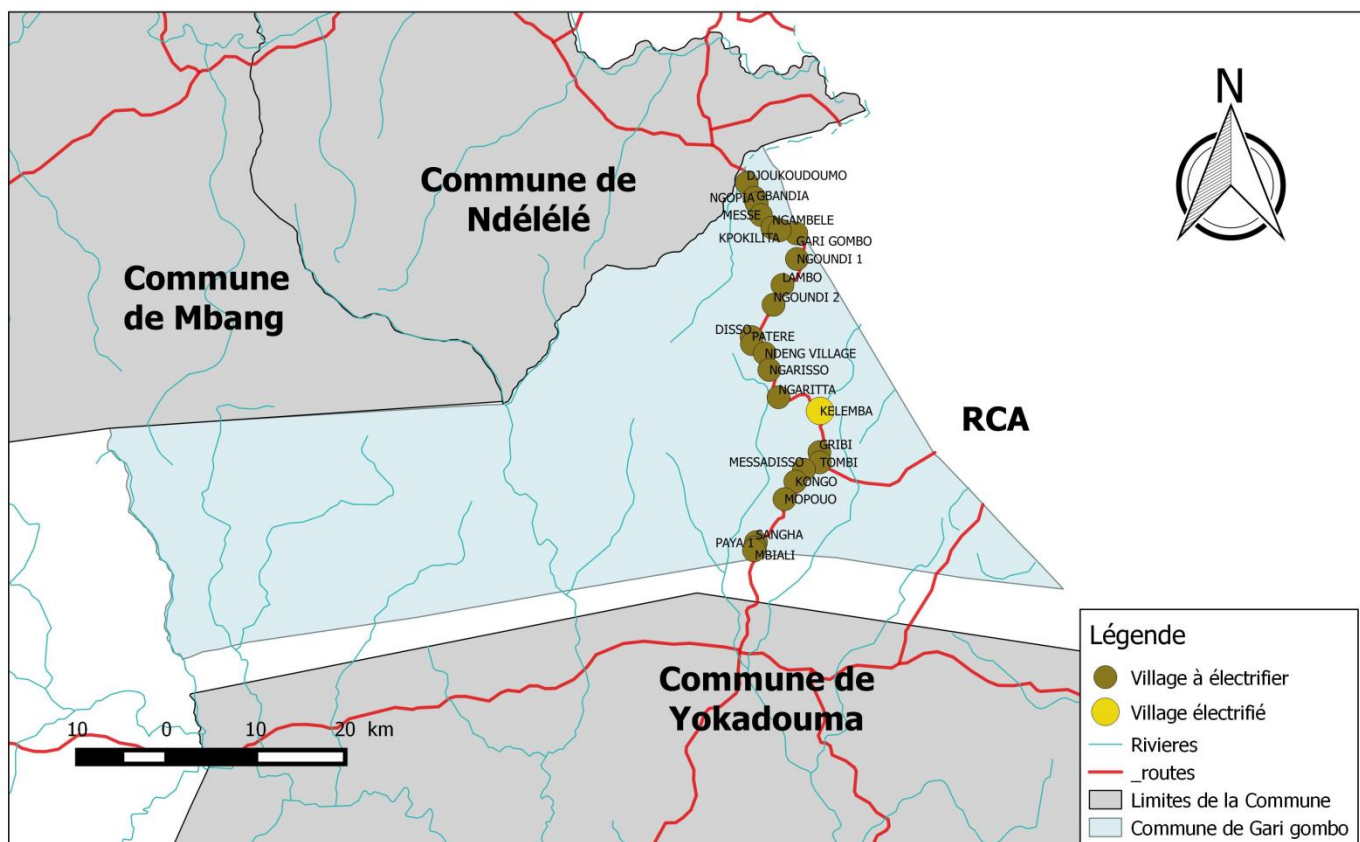 N
Commune de
Ndélélé
Commune
de Mbang
DJOUKOUDOUMO
NGOPIA
GBANDIA
MESSE
NGAMBELE
KPOKILITA
GARI GOMBO
NGOUNDI 1
LAMBO
NGOUNDI 2
DISSO
PATERE
NDENG VILLAGE
NGARISSO
NGARITTA
KELEMBA
RCA
GRIBI
MESSADISSO
TOMBI
KONGO
MOPOUO
SANGHA
PAYA 1
MBIALI
Commune de
Yokadouma
10 0 10 20 km
Légende
Village à électrifier
Village électrifié
Rivieres
_routes
Limites de la Commune
Commune de Gari gombo